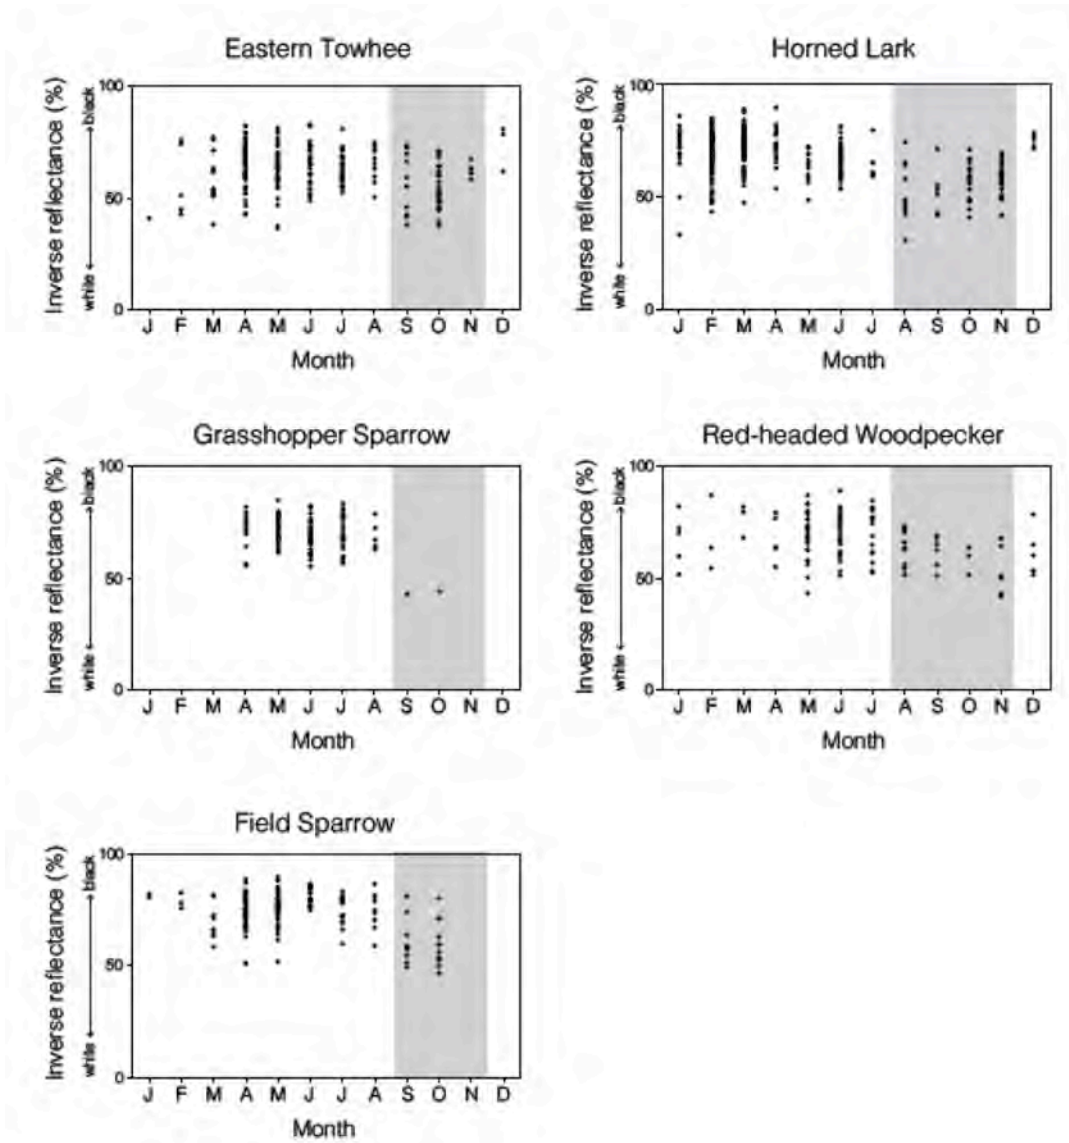 Eastern Towhee
Inverse reflectance (%)
white ← → black
100
50
0
J F M A M J J A S O N D
Month
Horned Lark
Inverse reflectance (%)
white ← → black
100
50
0
J F M A M J J A S O N D
Month
Grasshopper Sparrow
Inverse reflectance (%)
white ← → black
100
50
0
J F M A M J J A S O N D
Month
Red-headed Woodpecker
Inverse reflectance (%)
white ← → black
100
50
0
J F M A M J J A S O N D
Month
Field Sparrow
Inverse reflectance (%)
white ← → black
100
50
0
J F M A M J J A S O N D
Month